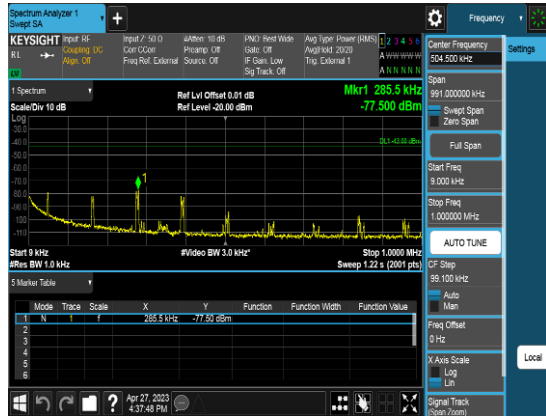 Spectrum Analyzer 1
Swept SA
+
Frequency
KEYSIGHT Input: RF Input Z: 50 Ω #Atten: 10 dB PNO: Best Wide Avg Type: Power (RMS) 1 2 3 4 5 6
RL Coupling: DC Corr CCorr Preamp: Off Gate: Off Avg|Hold: 20/20 A W W W W W
Align: Off Freq Ref: External Source: Off IF Gain: Low Trig: External 1
Sig Track: Off A N N N N N
1 Spectrum
Ref Lvl Offset 0.01 dB Mkr1 285.5 kHz
Scale/Div 10 dB Ref Level -20.00 dBm -77.500 dBm
Log
-30.0
-40.0
DL1 -43.00 dBm
-50.0
-60.0
-70.0
1
-80.0
-90.0
-100
-110
Start 9 kHz #Video BW 3.0 kHz* Stop 1.0000 MHz
#Res BW 1.0 kHz Sweep 1.22 s (2001 pts)
5 Marker Table
Mode Trace Scale X Y Function Function Width Function Value
1 N 1 f 285.5 kHz -77.50 dBm
2
3
4
5
6
? Apr 27, 2023
4:37:48 PM
Center Frequency
504.500 kHz
Settings
Span
991.000000 kHz
Swept Span
Zero Span
Full Span
Start Freq
9.000 kHz
Stop Freq
1.000000 MHz
AUTO TUNE
CF Step
99.100 kHz
Auto
Man
Freq Offset
0 Hz
X Axis Scale
Log
Lin
Local
Signal Track
(Span Zoom)